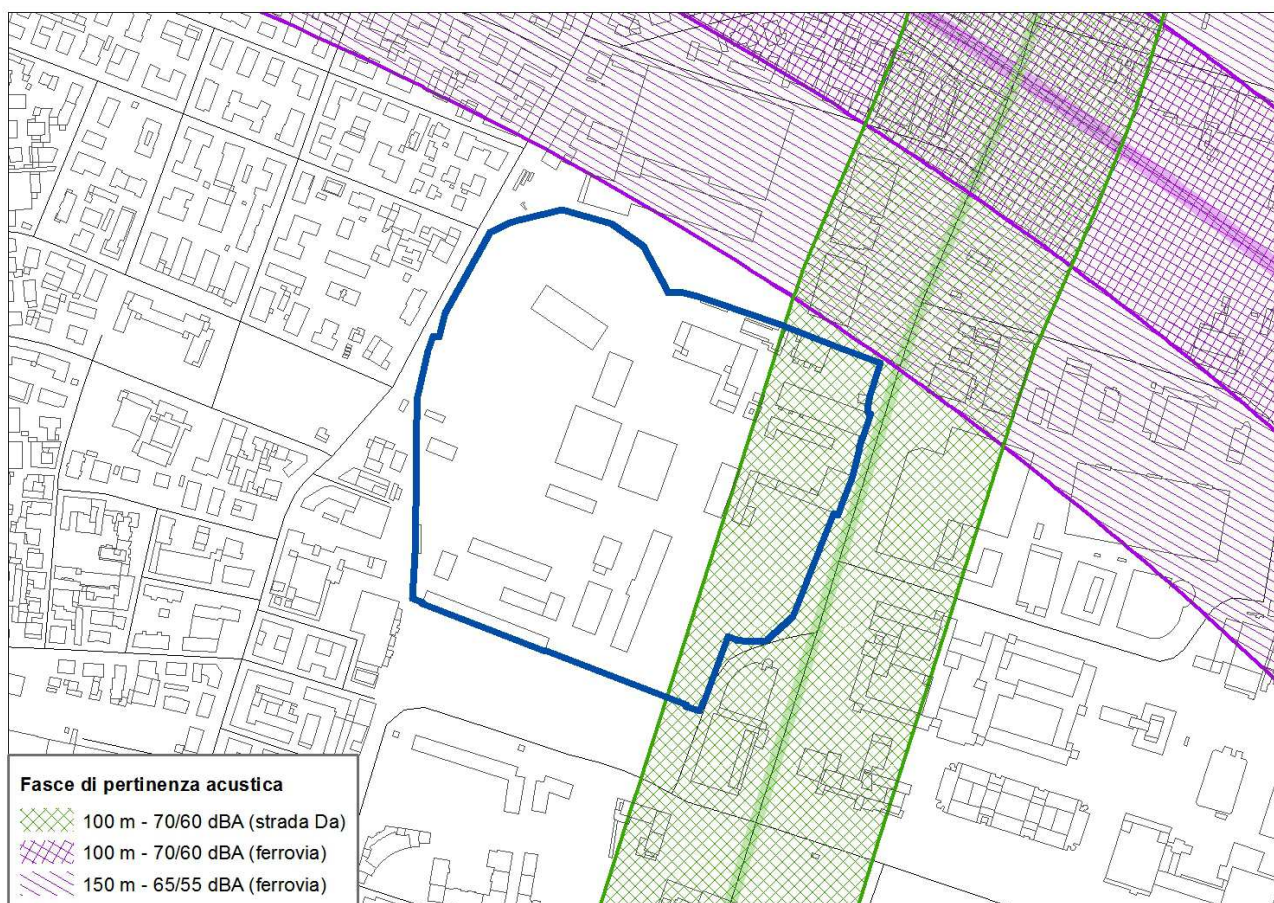 Fasce di pertinenza acustica
100 m - 70/60 dBA (strada Da)
100 m - 70/60 dBA (ferrovia)
150 m - 65/55 dBA (ferrovia)